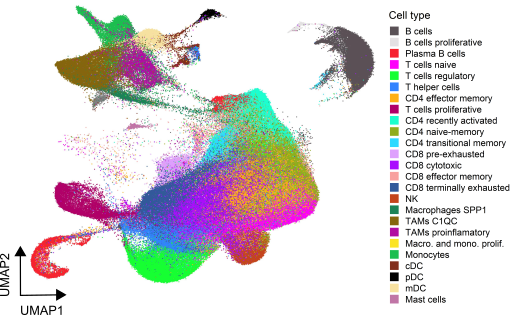 Cell type
B cells
B cells proliferative
Plasma B cells
T cells naive
T cells regulatory
T helper cells
CD4 effector memory
T cells proliferative
CD4 recently activated
CD4 naive-memory
CD4 transitional memory
CD8 pre-exhausted
CD8 cytotoxic
CD8 effector memory
CD8 terminally exhausted
NK
Macrophages SPP1
TAMs C1QC
TAMs proinflamatory
Macro. and mono. prolif.
Monocytes
cDC
pDC
mDC
Mast cells
UMAP2
UMAP1